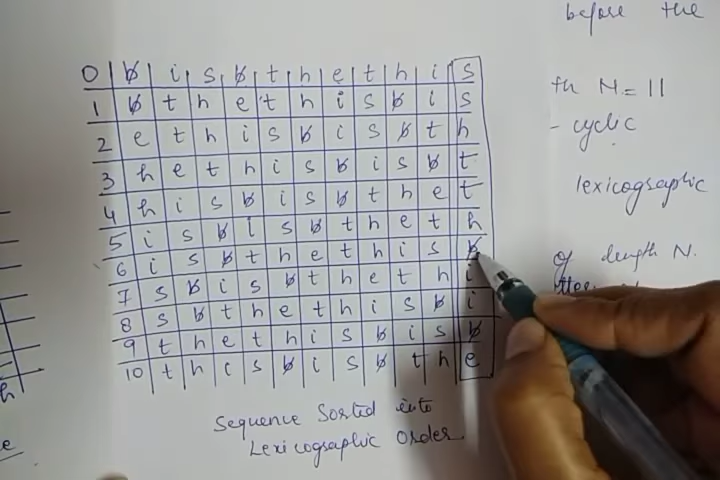 before the
0 b̸ i s b̸ t h e t h i s
1 b̸ t h e t h i s b̸ i s
2 e t h i s b̸ i s b̸ t h
3 h e t h i s b̸ i s b̸ t
4 h i s b̸ i s b̸ t h e t
5 i s b̸ i s b̸ t h e t h
6 i s b̸ t h e t h i s b̸
7 s b̸ i s b̸ t h e t h i
8 s b̸ t h e t h i s b̸ i
9 t h e t h i s b̸ i s b̸
10 t h i s b̸ i s b̸ t h e
Sequence Sorted into
Lexicographic Order
th N = 11
- cyclic
lexicographic
of length N.
h
e